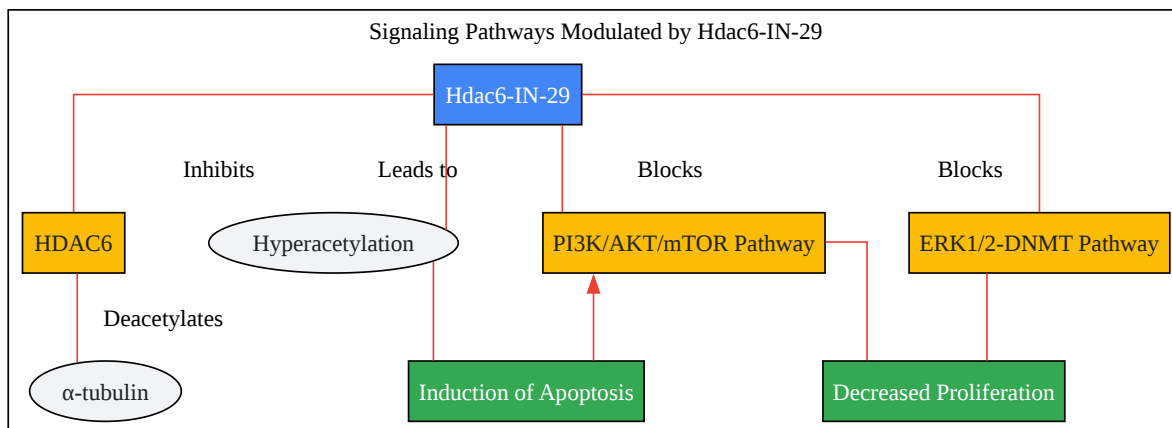 Signaling Pathways Modulated by Hdac6-IN-29
Hdac6-IN-29
Inhibits
Leads to
Blocks
Blocks
HDAC6
Hyperacetylation
PI3K/AKT/mTOR Pathway
ERK1/2-DNMT Pathway
Deacetylates
α-tubulin
Induction of Apoptosis
Decreased Proliferation